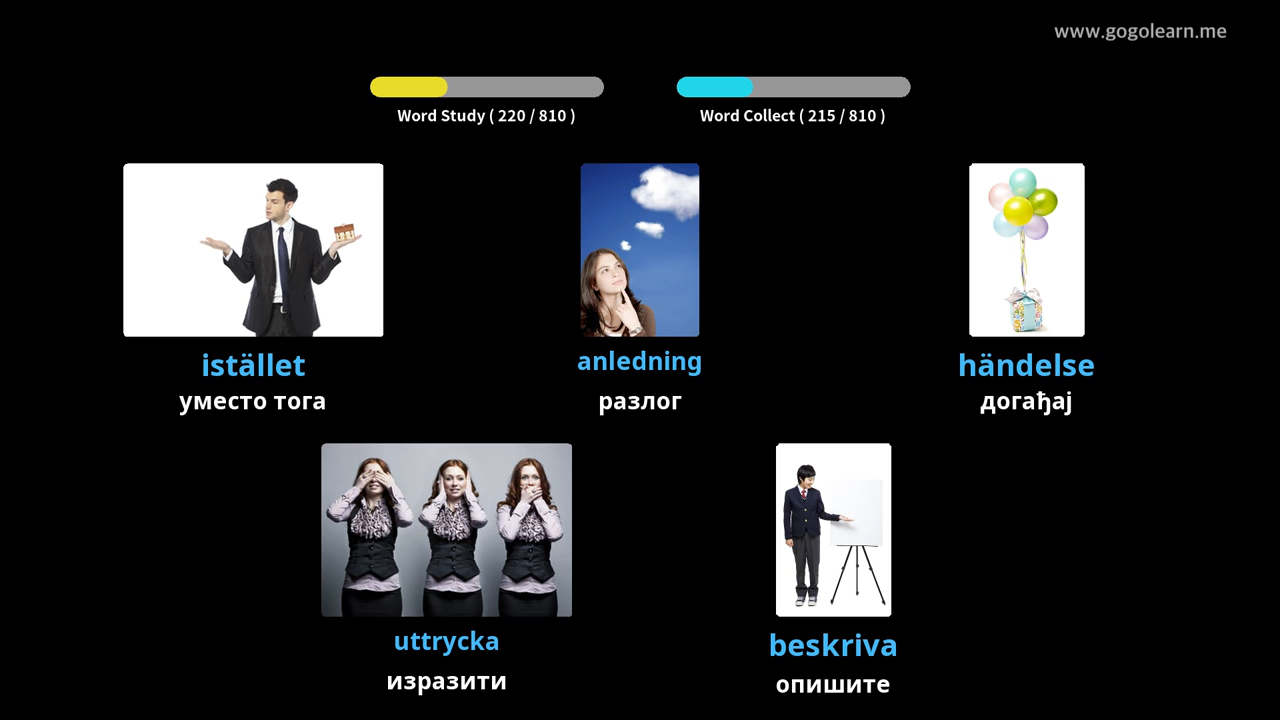 www.gogolearn.me
Word Study ( 220 / 810 )
Word Collect ( 215 / 810 )
istället
anledning
händelse
уместо тога
разлог
догађај
uttrycka
beskriva
изразити
опишите